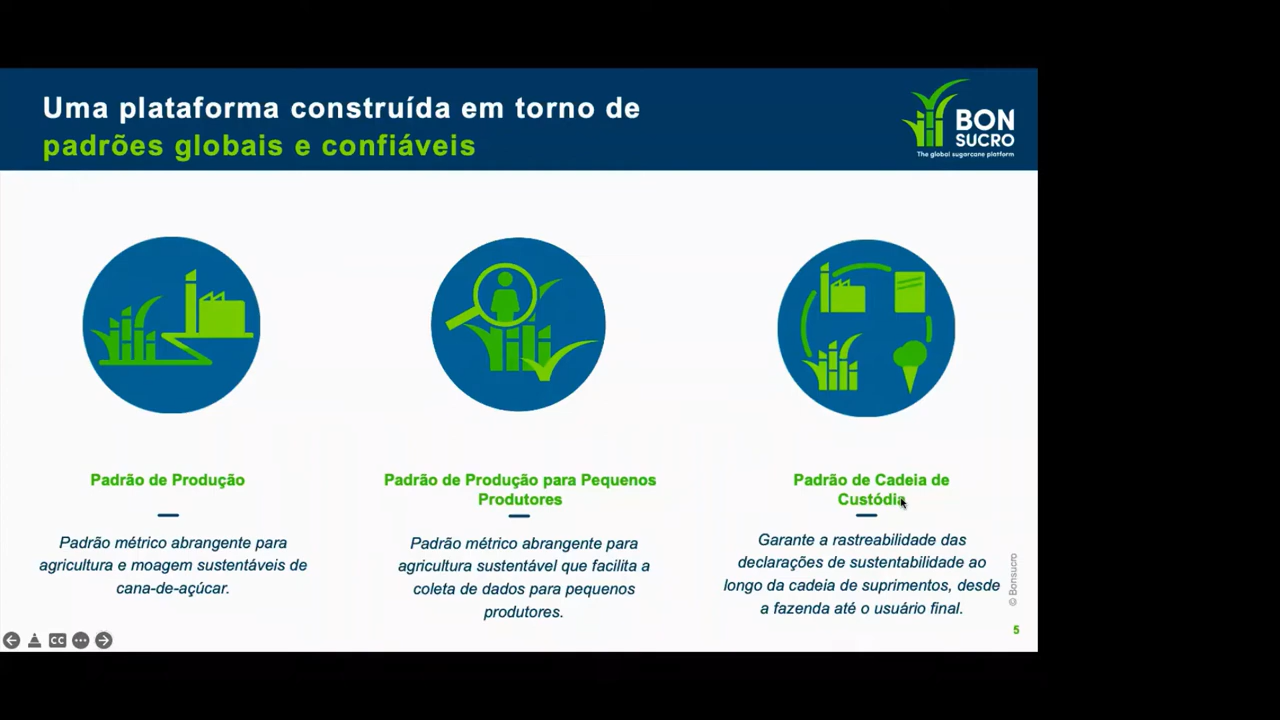 Uma plataforma construída em torno de
padrões globais e confiáveis
BON
SUCRO
The global sugarcane platform
Padrão de Produção
Padrão métrico abrangente para
agricultura e moagem sustentáveis de
cana-de-açúcar.
Padrão de Produção para Pequenos
Produtores
Padrão métrico abrangente para
agricultura sustentável que facilita a
coleta de dados para pequenos
produtores.
Padrão de Cadeia de
Custódia
Garante a rastreabilidade das
declarações de sustentabilidade ao
longo da cadeia de suprimentos, desde
a fazenda até o usuário final.
© Bonsucro
5
CC